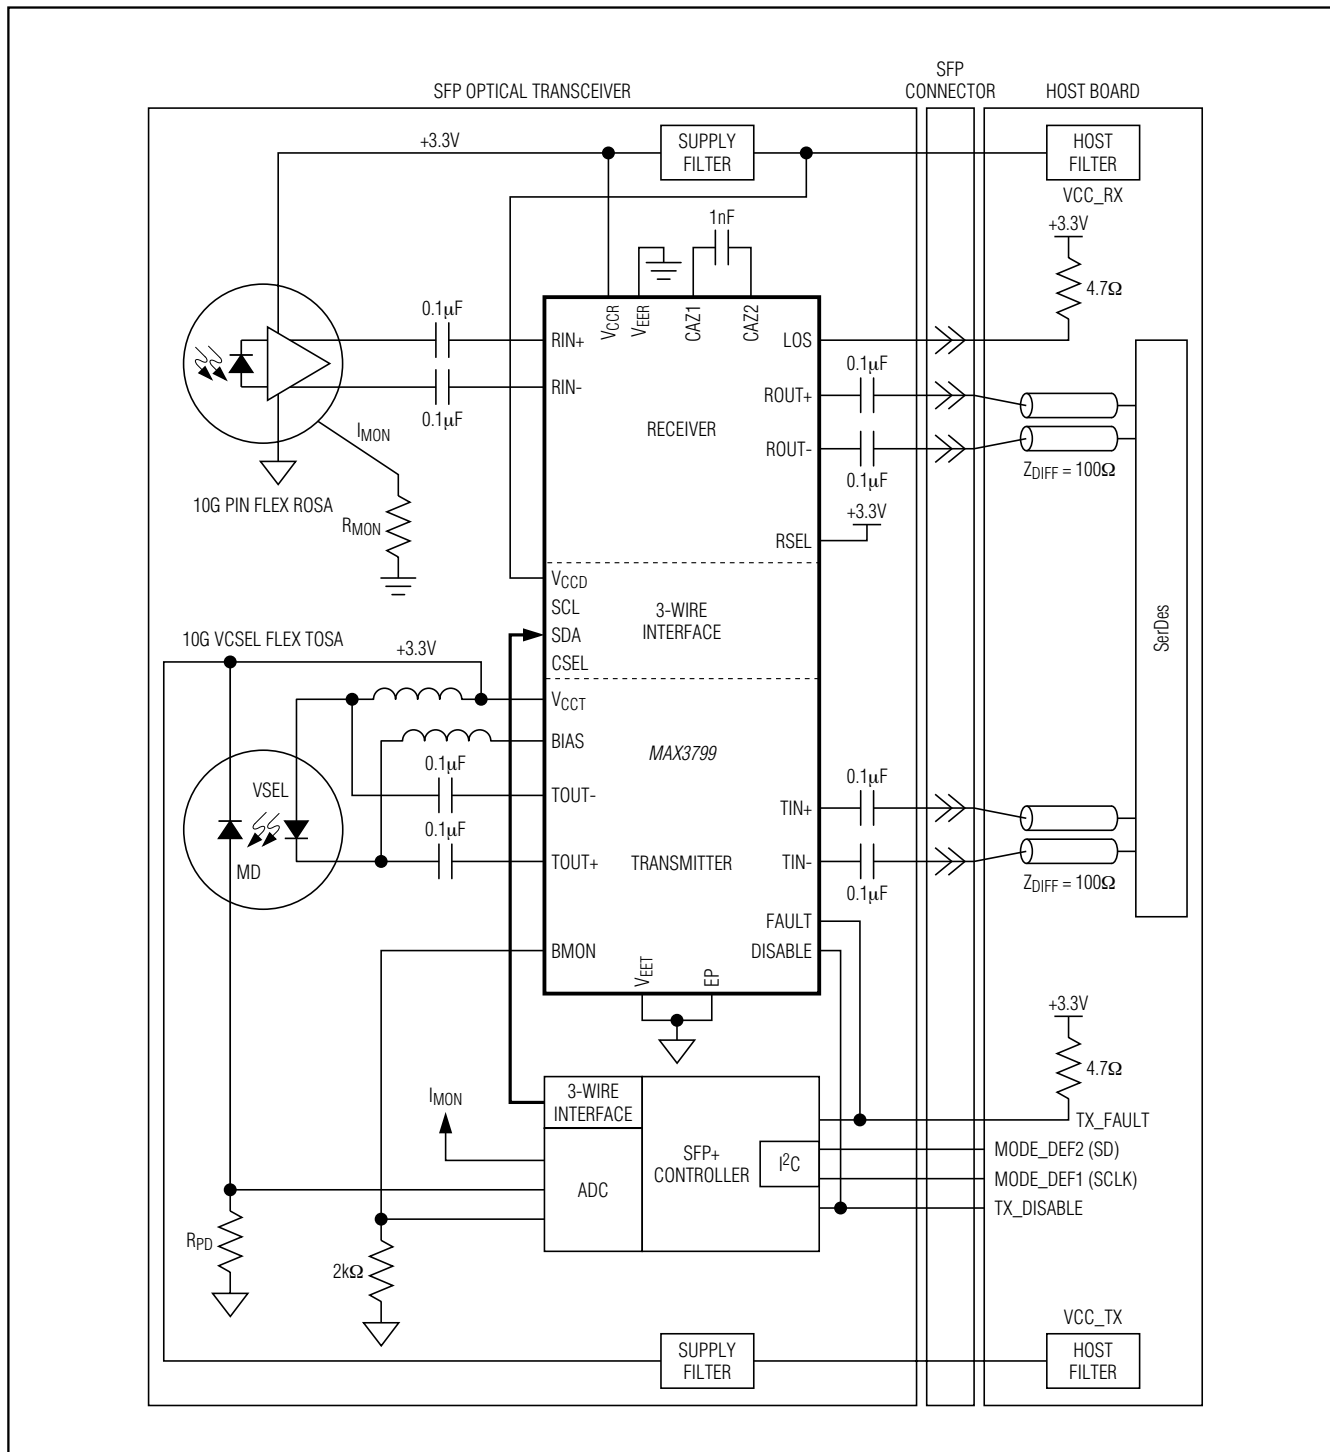 SFP OPTICAL TRANSCEIVER
SFP
CONNECTOR
HOST BOARD
+3.3V
SUPPLY
FILTER
HOST
FILTER
VCC_RX
+3.3V
4.7Ω
1nF
0.1µF
0.1µF
IMON
10G PIN FLEX ROSA
RMON
RIN+
RIN-
VCCR
VEER
CAZ1
CAZ2
LOS
ROUT+
ROUT-
RECEIVER
RSEL
0.1µF
0.1µF
+3.3V
ZDIFF = 100Ω
SerDes
VCCD
SCL
SDA
CSEL
3-WIRE
INTERFACE
10G VCSEL FLEX TOSA
+3.3V
VCCT
BIAS
MAX3799
TOUT-
TOUT+
0.1µF
0.1µF
VSEL
MD
TRANSMITTER
TIN+
TIN-
0.1µF
0.1µF
ZDIFF = 100Ω
FAULT
DISABLE
BMON
VEET
EP
+3.3V
4.7Ω
IMON
3-WIRE
INTERFACE
ADC
SFP+
CONTROLLER
I2C
TX_FAULT
MODE_DEF2 (SD)
MODE_DEF1 (SCLK)
TX_DISABLE
RPD
2kΩ
VCC_TX
SUPPLY
FILTER
HOST
FILTER